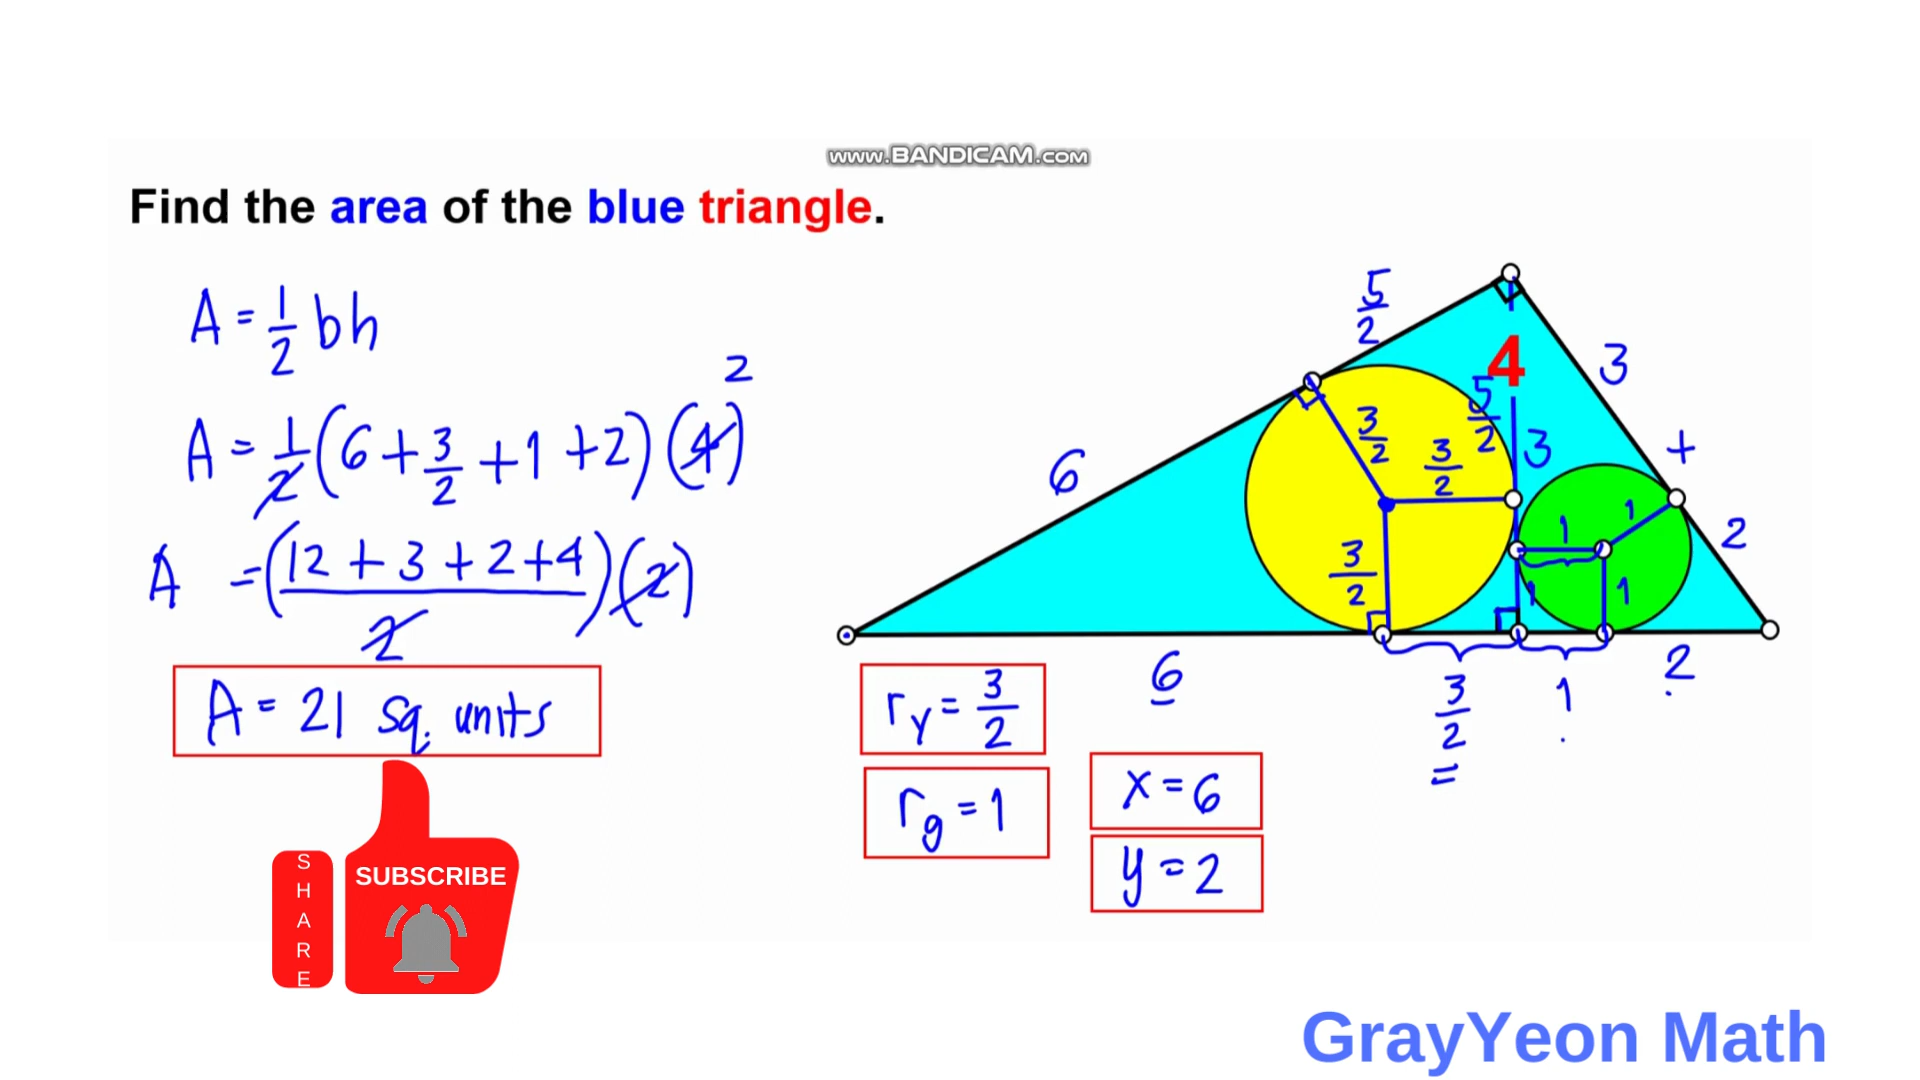 www.BANDICAM.com
Find the area of the blue triangle.
A = 1/2 bh
2
A = 1/2 (6 + 3/2 + 1 + 2) (4)
A = (12 + 3 + 2 + 4 / 2) (2)
A = 21 sq. units
S
H
A
R
E
SUBSCRIBE
5/2
4
3
6
3/2
3/2
5/2
3
+
3/2
1
1
1
1
2
6
3/2
=
1
2
r_y = 3/2
r_g = 1
x = 6
y = 2
GrayYeon Math